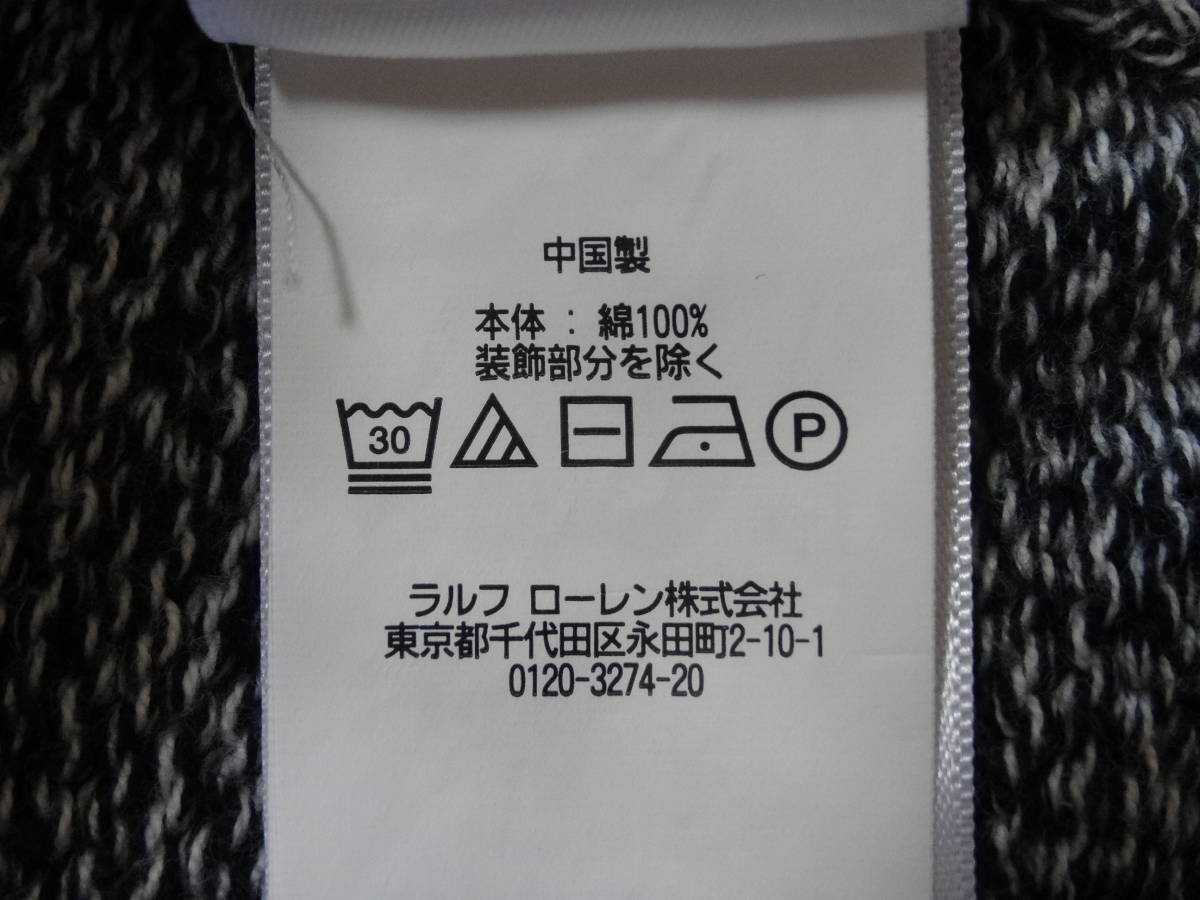 中国製
本体 : 綿100%
装飾部分を除く
30 P
ラルフ ローレン株式会社
東京都千代田区永田町2-10-1
0120-3274-20